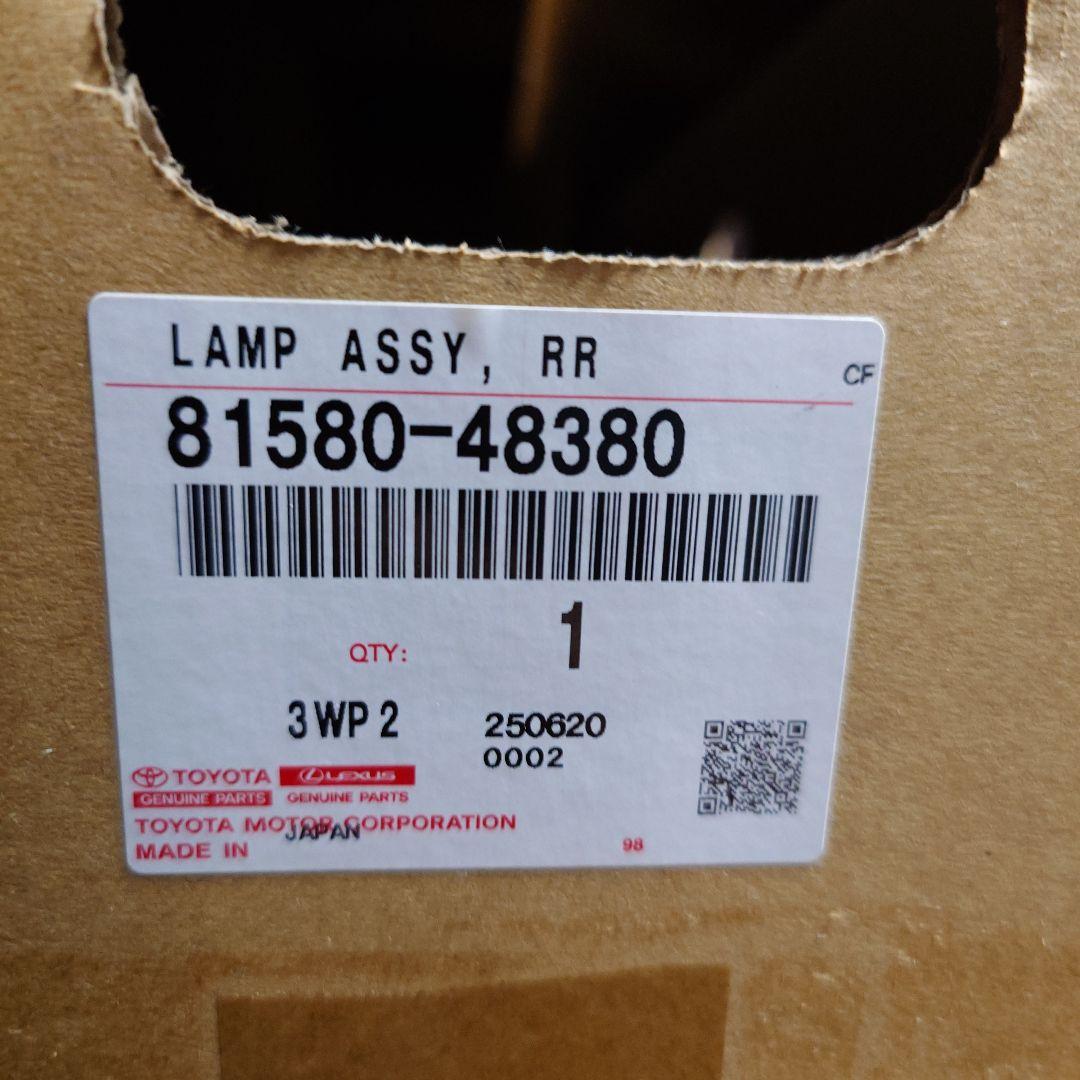 LAMP ASSY, RR
CF
81580-48380
QTY: 1
3WP2 250620
0002
TOYOTA LEXUS
GENUINE PARTS GENUINE PARTS
TOYOTA MOTOR CORPORATION
JAPAN
MADE IN
98